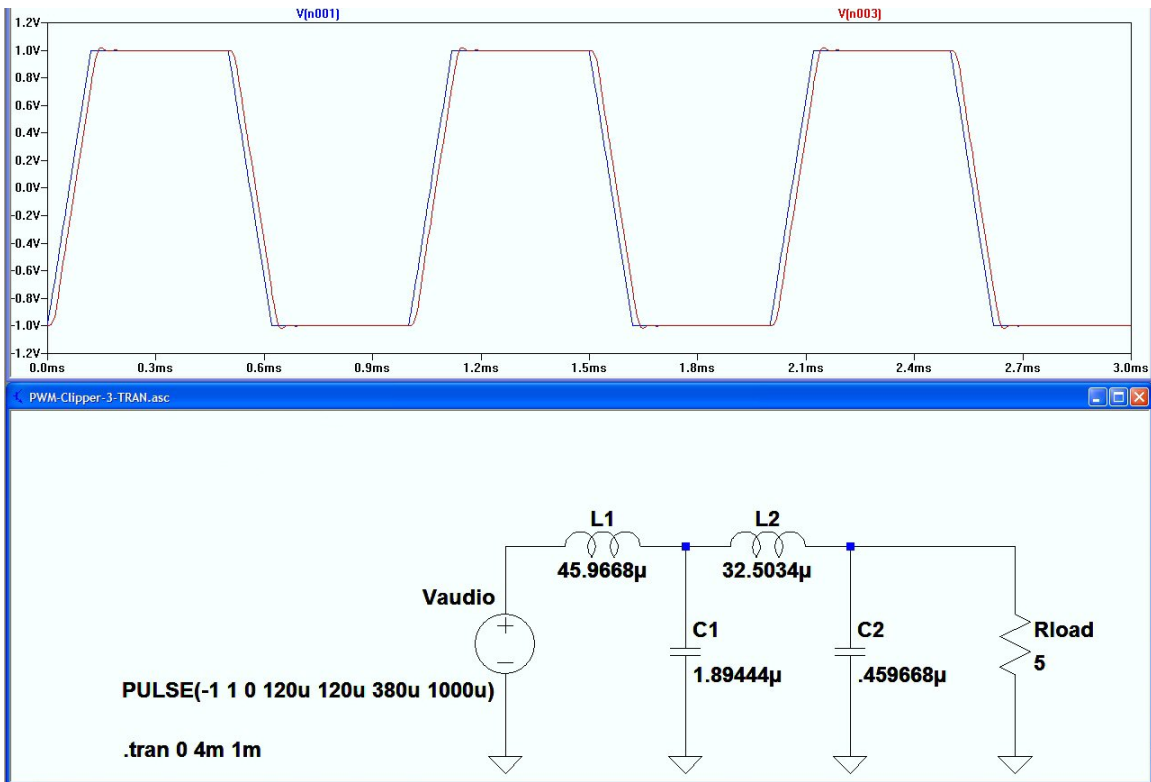 V(n001) V(n003)
1.2V
1.0V
0.8V
0.6V
0.4V
0.2V
0.0V
-0.2V
-0.4V
-0.6V
-0.8V
-1.0V
-1.2V
0.0ms 0.3ms 0.6ms 0.9ms 1.2ms 1.5ms 1.8ms 2.1ms 2.4ms 2.7ms 3.0ms
PWM-Clipper-3-TRAN.asc
L1 L2
45.9668µ 32.5034µ
Vaudio
C1 C2 Rload
1.89444µ .459668µ 5
PULSE(-1 1 0 120u 120u 380u 1000u)
.tran 0 4m 1m